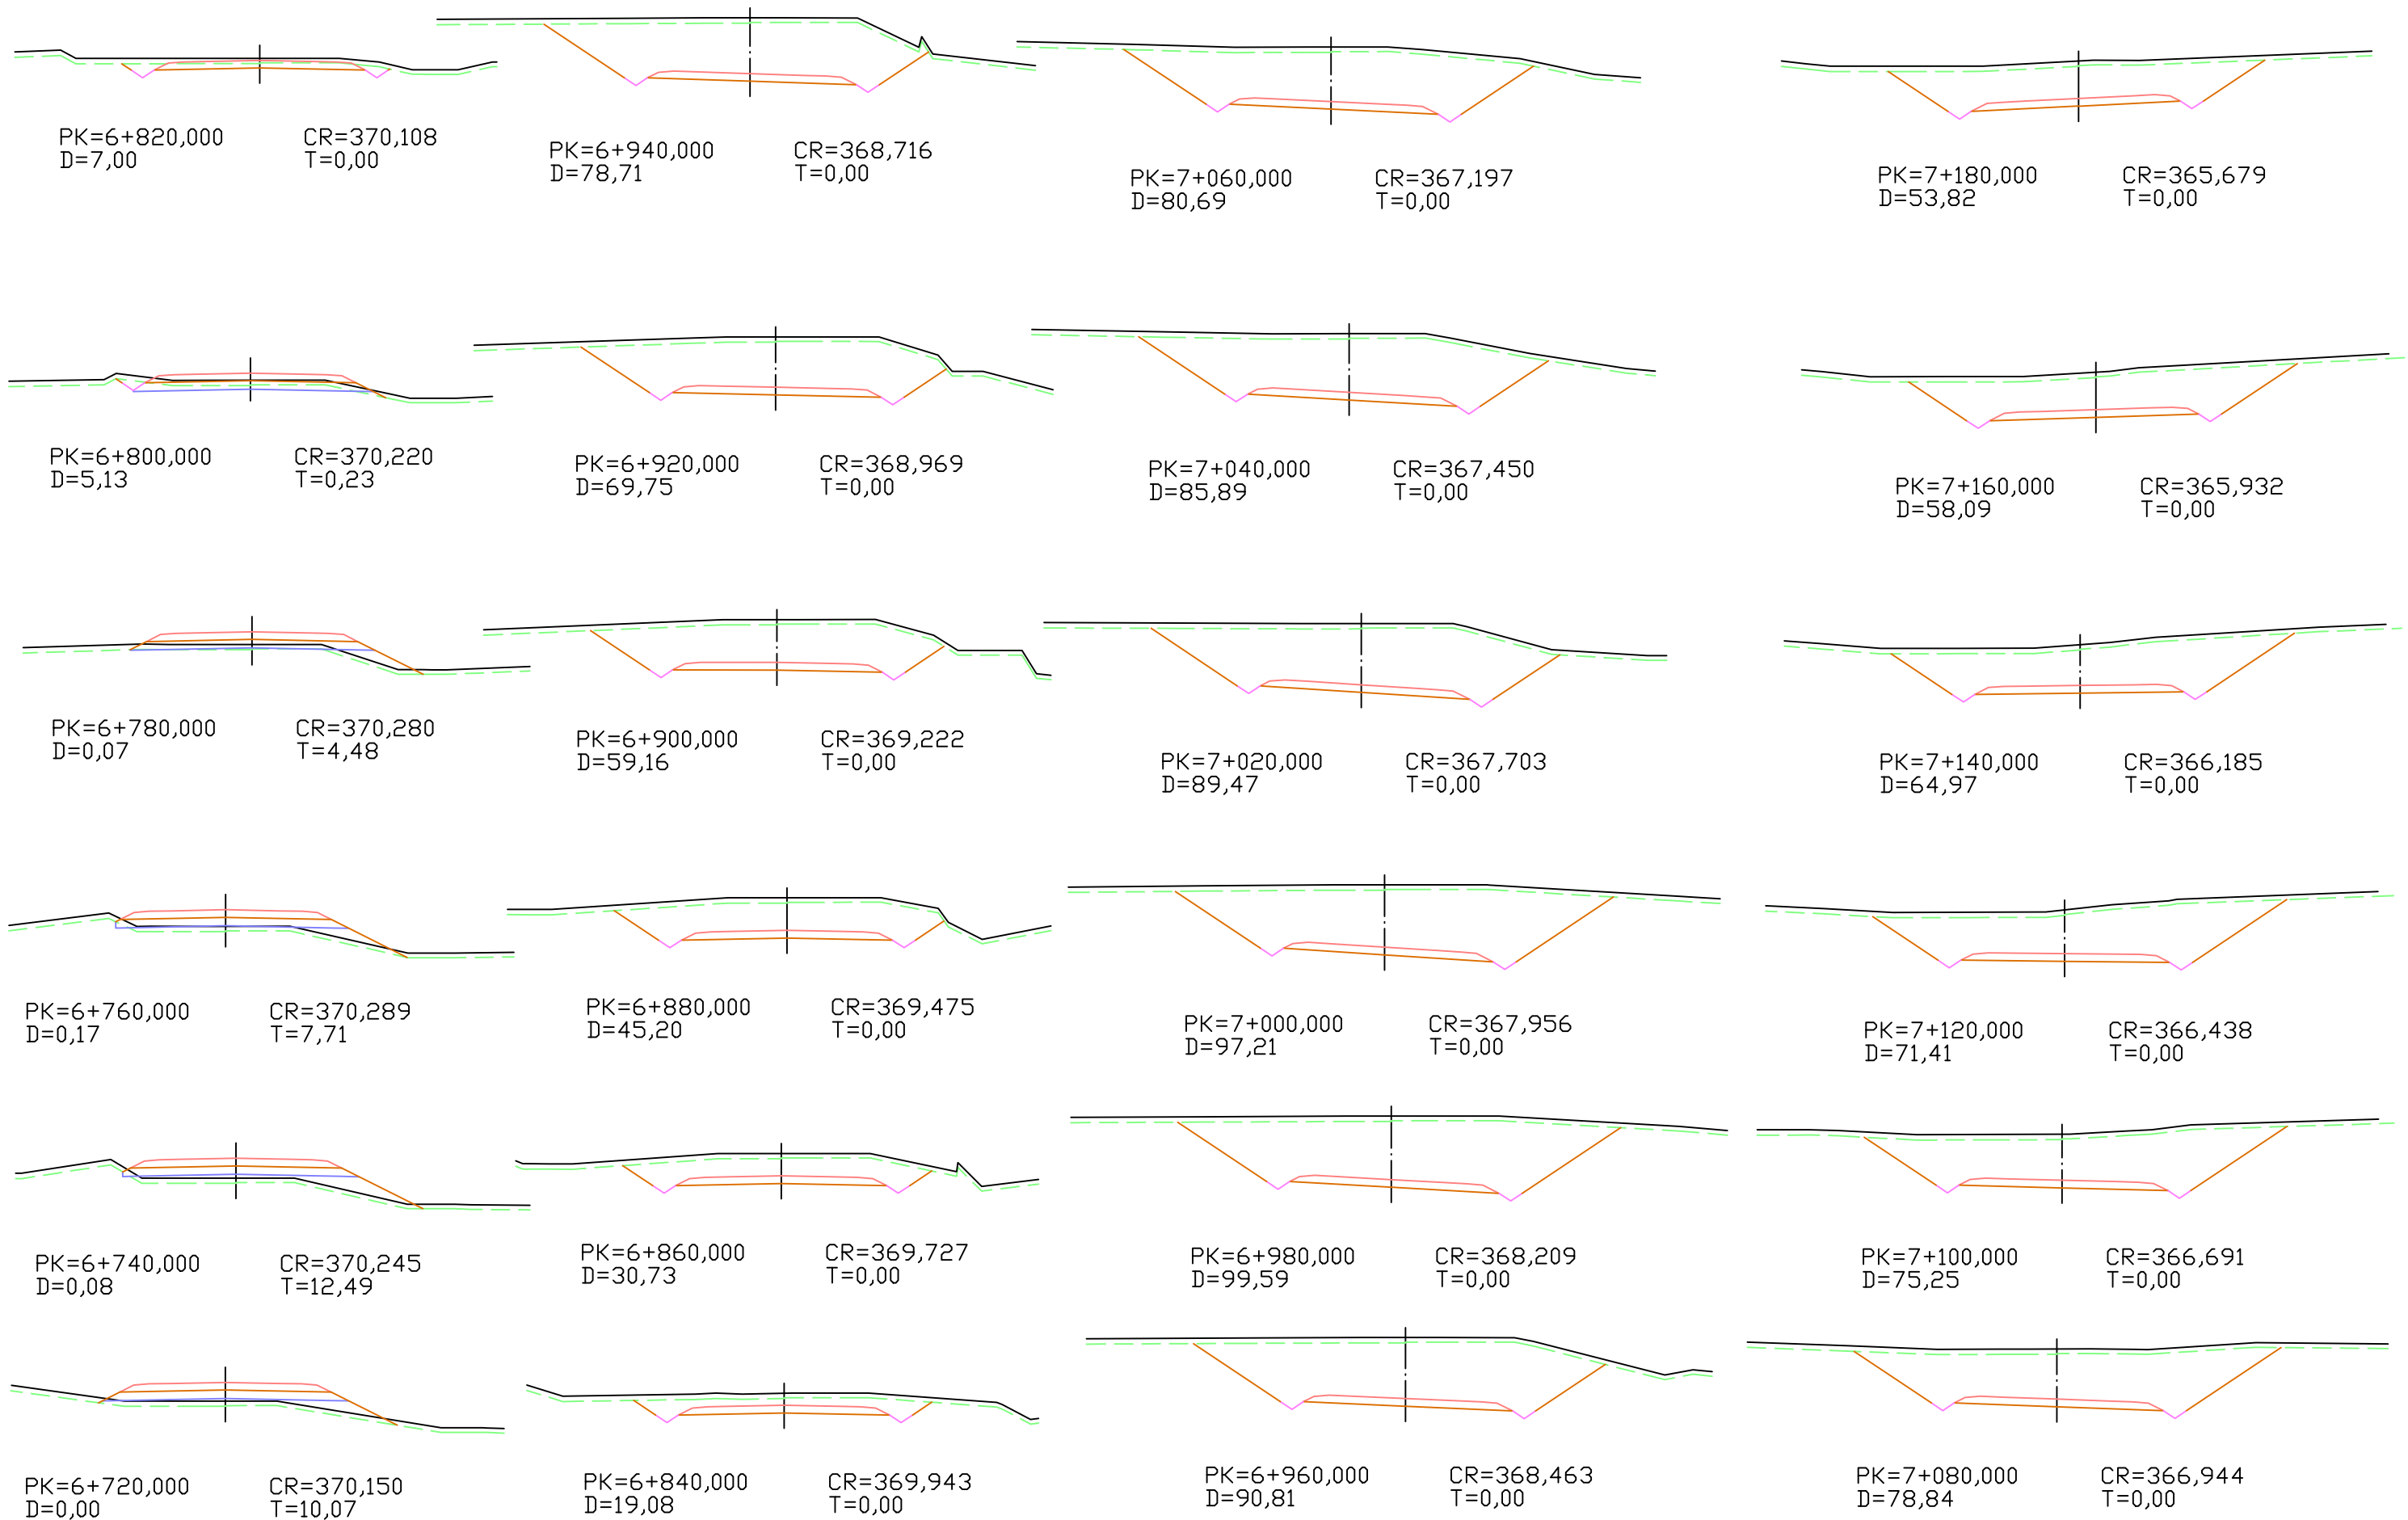 PK=6+820,000 CR=370,108
D=7,00 T=0,00
PK=6+940,000 CR=368,716
D=78,71 T=0,00
PK=7+060,000 CR=367,197
D=80,69 T=0,00
PK=7+180,000 CR=365,679
D=53,82 T=0,00
PK=6+800,000 CR=370,220
D=5,13 T=0,23
PK=6+920,000 CR=368,969
D=69,75 T=0,00
PK=7+040,000 CR=367,450
D=85,89 T=0,00
PK=7+160,000 CR=365,932
D=58,09 T=0,00
PK=6+780,000 CR=370,280
D=0,07 T=4,48
PK=6+900,000 CR=369,222
D=59,16 T=0,00
PK=7+020,000 CR=367,703
D=89,47 T=0,00
PK=7+140,000 CR=366,185
D=64,97 T=0,00
PK=6+760,000 CR=370,289
D=0,17 T=7,71
PK=6+880,000 CR=369,475
D=45,20 T=0,00
PK=7+000,000 CR=367,956
D=97,21 T=0,00
PK=7+120,000 CR=366,438
D=71,41 T=0,00
PK=6+740,000 CR=370,245
D=0,08 T=12,49
PK=6+860,000 CR=369,727
D=30,73 T=0,00
PK=6+980,000 CR=368,209
D=99,59 T=0,00
PK=7+100,000 CR=366,691
D=75,25 T=0,00
PK=6+720,000 CR=370,150
D=0,00 T=10,07
PK=6+840,000 CR=369,943
D=19,08 T=0,00
PK=6+960,000 CR=368,463
D=90,81 T=0,00
PK=7+080,000 CR=366,944
D=78,84 T=0,00